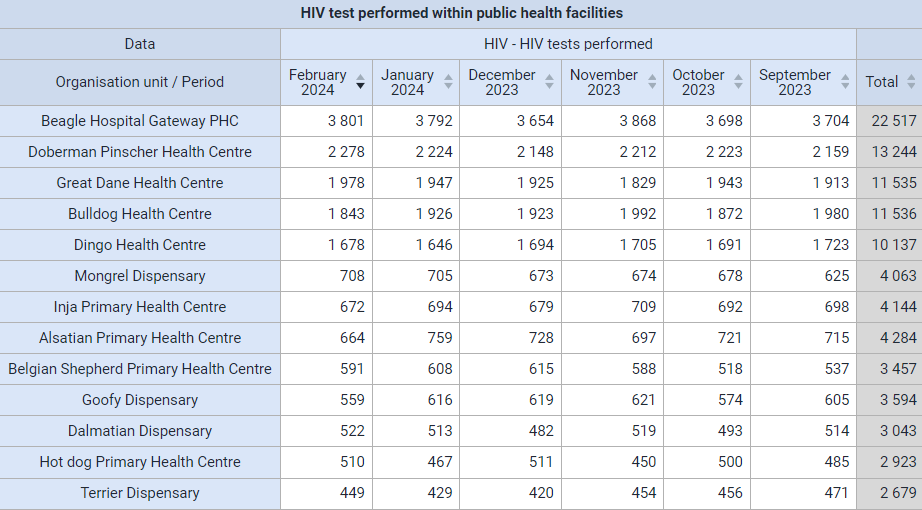 HIV test performed within public health facilities
Data HIV - HIV tests performed
Organisation unit / Period February 2024 January 2024 December 2023 November 2023 October 2023 September 2023 Total
Beagle Hospital Gateway PHC 3 801 3 792 3 654 3 868 3 698 3 704 22 517
Doberman Pinscher Health Centre 2 278 2 224 2 148 2 212 2 223 2 159 13 244
Great Dane Health Centre 1 978 1 947 1 925 1 829 1 943 1 913 11 535
Bulldog Health Centre 1 843 1 926 1 923 1 992 1 872 1 980 11 536
Dingo Health Centre 1 678 1 646 1 694 1 705 1 691 1 723 10 137
Mongrel Dispensary 708 705 673 674 678 625 4 063
Inja Primary Health Centre 672 694 679 709 692 698 4 144
Alsatian Primary Health Centre 664 759 728 697 721 715 4 284
Belgian Shepherd Primary Health Centre 591 608 615 588 518 537 3 457
Goofy Dispensary 559 616 619 621 574 605 3 594
Dalmatian Dispensary 522 513 482 519 493 514 3 043
Hot dog Primary Health Centre 510 467 511 450 500 485 2 923
Terrier Dispensary 449 429 420 454 456 471 2 679